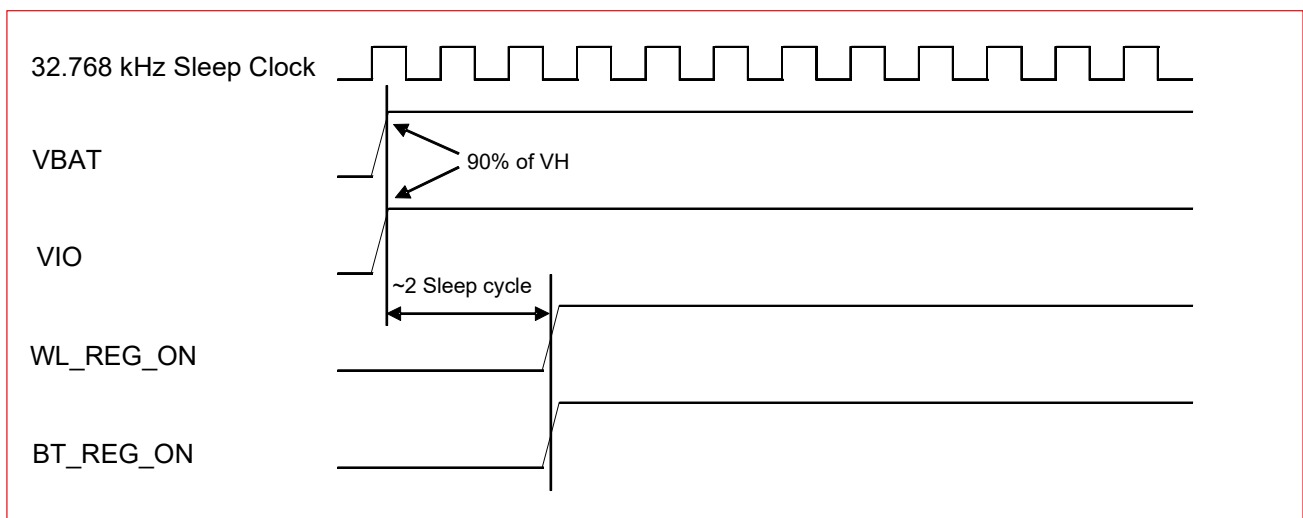 32.768 kHz Sleep Clock
VBAT
90% of VH
VIO
~2 Sleep cycle
WL_REG_ON
BT_REG_ON